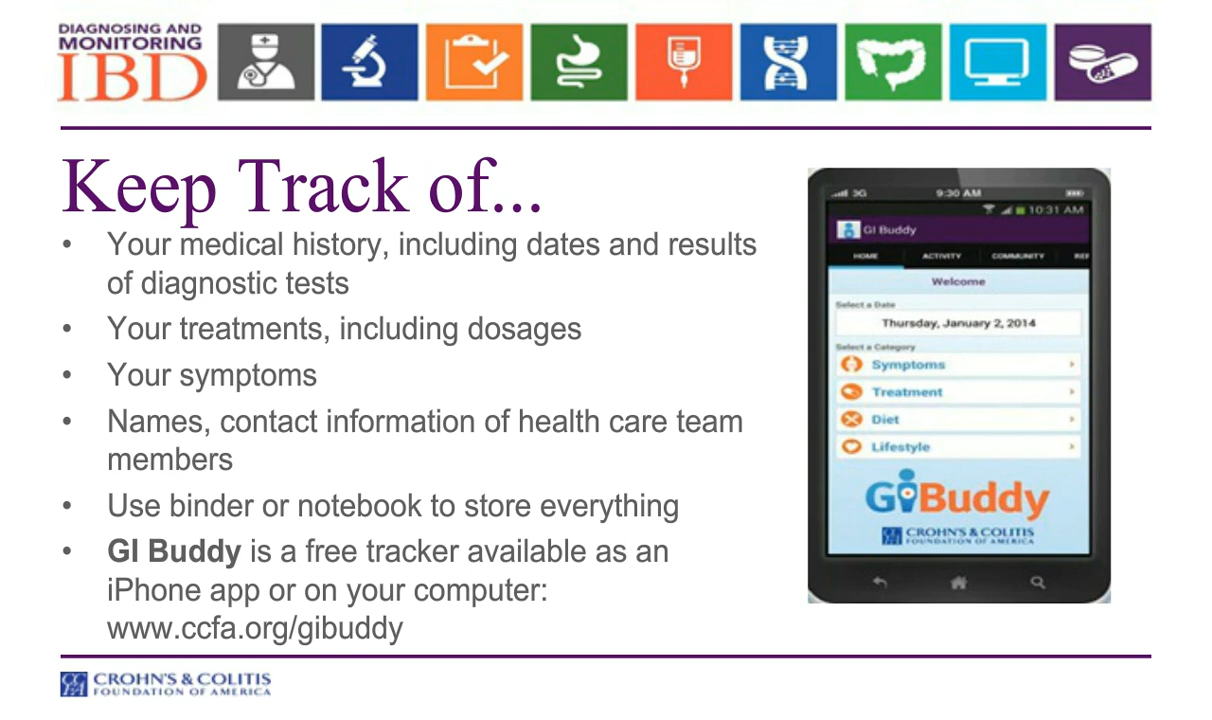 DIAGNOSING AND
MONITORING
IBD
Keep Track of...
• Your medical history, including dates and results
of diagnostic tests
• Your treatments, including dosages
• Your symptoms
• Names, contact information of health care team
members
• Use binder or notebook to store everything
• GI Buddy is a free tracker available as an
iPhone app or on your computer:
www.ccfa.org/gibuddy
3G 9:30 AM
10:31 AM
GI Buddy
HOME ACTIVITY COMMUNITY REF
Welcome
Select a Date
Thursday, January 2, 2014
Select a Category
Symptoms
Treatment
Diet
Lifestyle
GiBuddy
CROHN'S & COLITIS
FOUNDATION OF AMERICA
CCFA
CROHN'S & COLITIS
FOUNDATION OF AMERICA